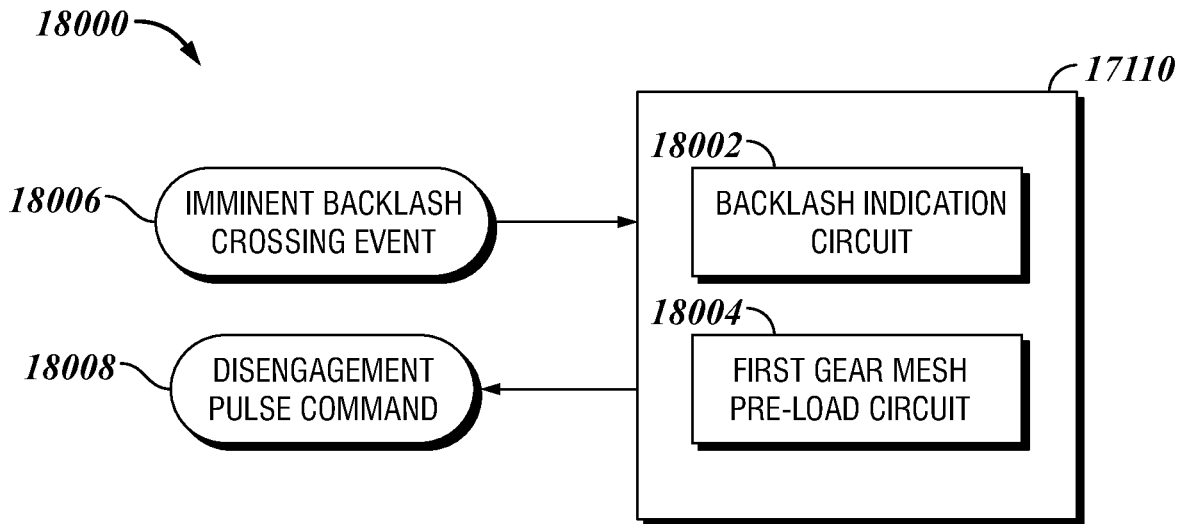 18000
17110
18006
IMMINENT BACKLASH
CROSSING EVENT
18002
BACKLASH INDICATION
CIRCUIT
18008
DISENGAGEMENT
PULSE COMMAND
18004
FIRST GEAR MESH
PRE-LOAD CIRCUIT